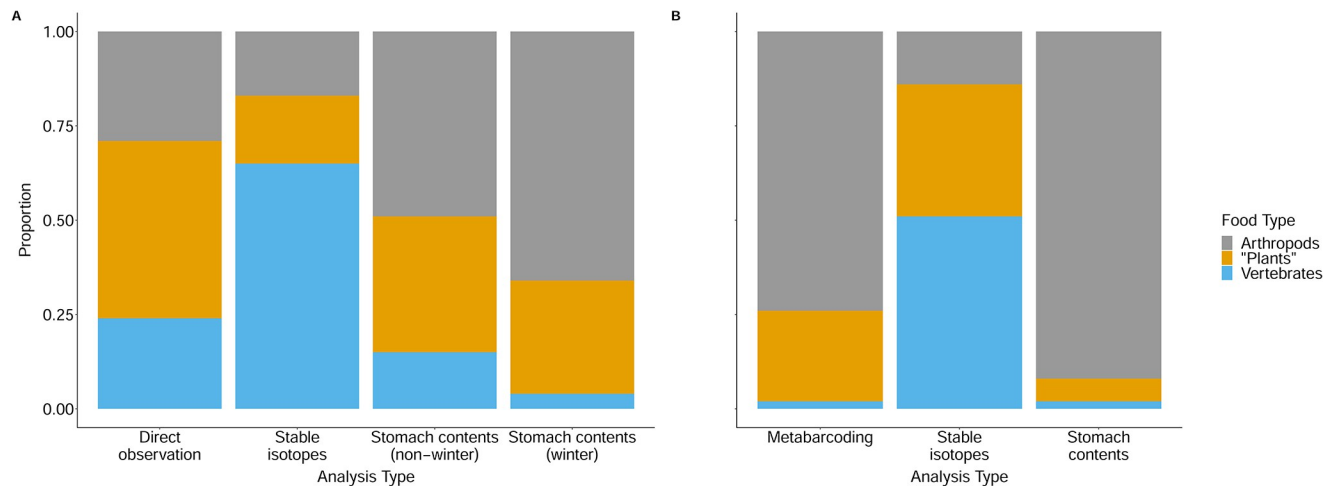 A
B
1.00
0.75
0.50
0.25
0.00
Proportion
Direct
observation
Stable
isotopes
Stomach contents
(non−winter)
Stomach contents
(winter)
Analysis Type
Metabarcoding
Stable
isotopes
Stomach
contents
Analysis Type
Food Type
Arthropods
"Plants"
Vertebrates